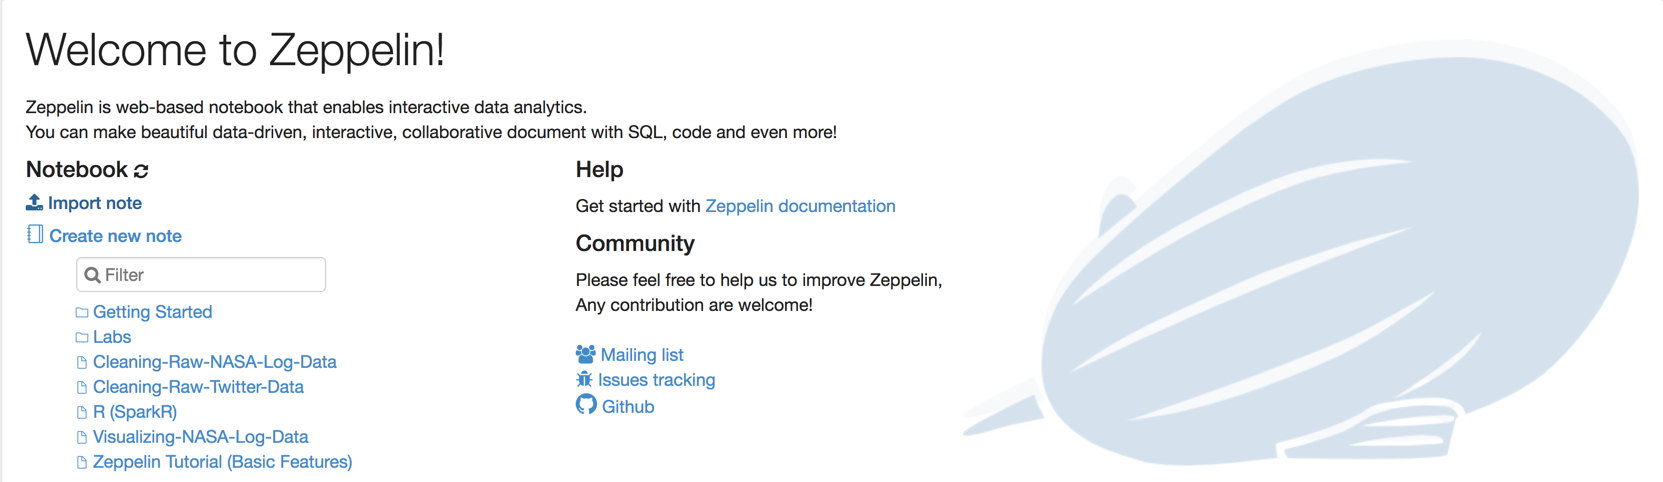 Welcome to Zeppelin!
Zeppelin is web-based notebook that enables interactive data analytics.
You can make beautiful data-driven, interactive, collaborative document with SQL, code and even more!
Notebook
Import note
Create new note
Filter
Getting Started
Labs
Cleaning-Raw-NASA-Log-Data
Cleaning-Raw-Twitter-Data
R (SparkR)
Visualizing-NASA-Log-Data
Zeppelin Tutorial (Basic Features)
Help
Get started with Zeppelin documentation
Community
Please feel free to help us to improve Zeppelin,
Any contribution are welcome!
Mailing list
Issues tracking
Github